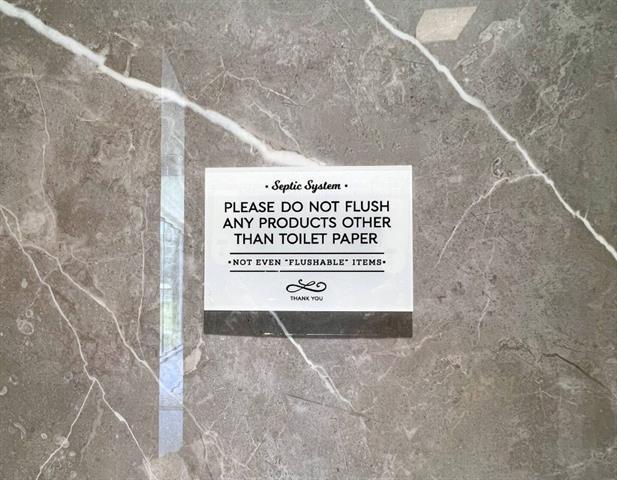 • Septic System •
PLEASE DO NOT FLUSH
ANY PRODUCTS OTHER
THAN TOILET PAPER
•NOT EVEN "FLUSHABLE" ITEMS•
THANK YOU